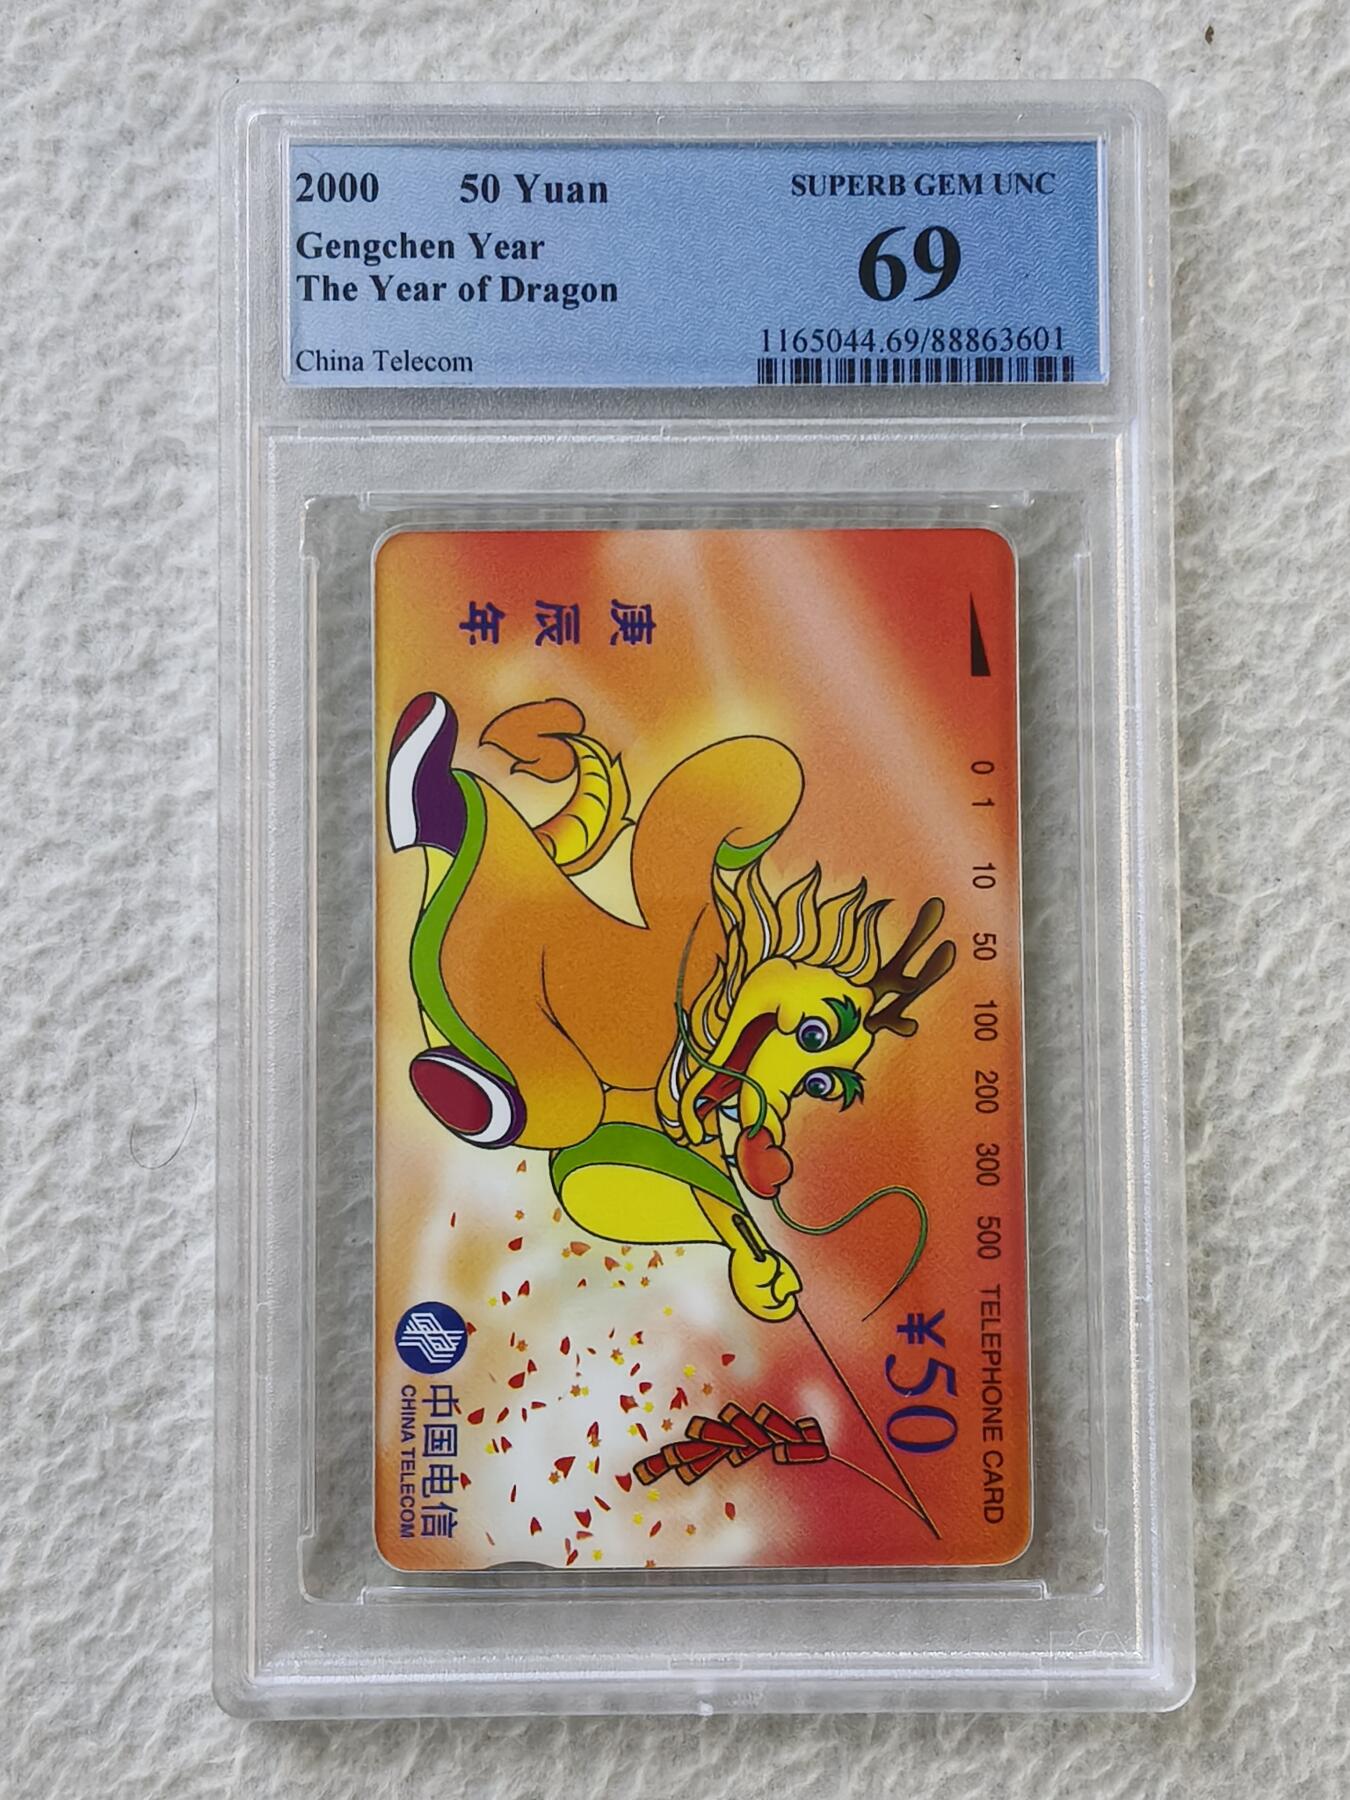 2000 50 Yuan
Gengchen Year
The Year of Dragon
China Telecom
SUPERB GEM UNC
69
1165044.69/88863601
庚辰年
0 1 10 50 100 200 300 500 TELEPHONE CARD
¥50
中国电信
CHINA TELECOM